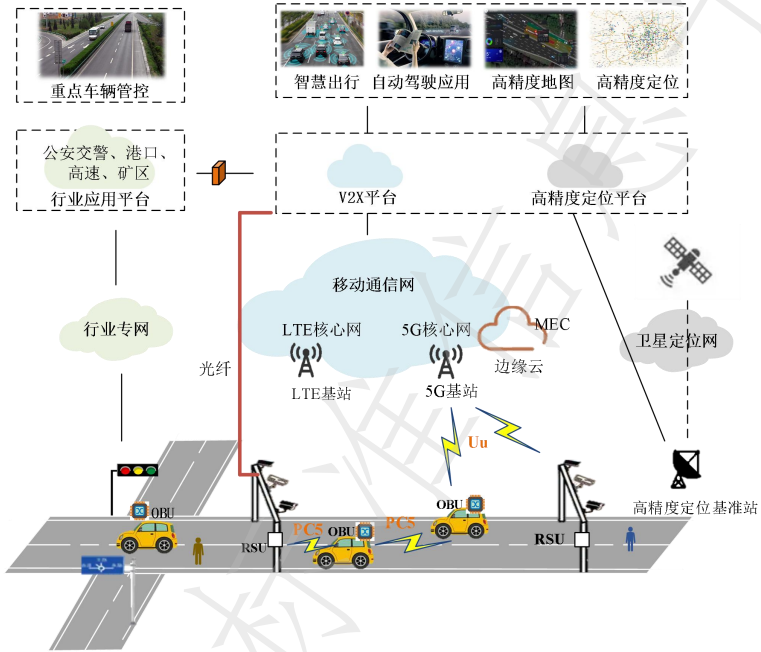 重点车辆管控
智慧出行
自动驾驶应用
高精度地图
高精度定位
公安交警、港口、
高速、矿区
行业应用平台
V2X平台
高精度定位平台
移动通信网
行业专网
LTE核心网
5G核心网
MEC
卫星定位网
光纤
边缘云
LTE基站
5G基站
Uu
高精度定位基准站
OBU
OBU
OBU
PC5
PC5
RSU
RSU